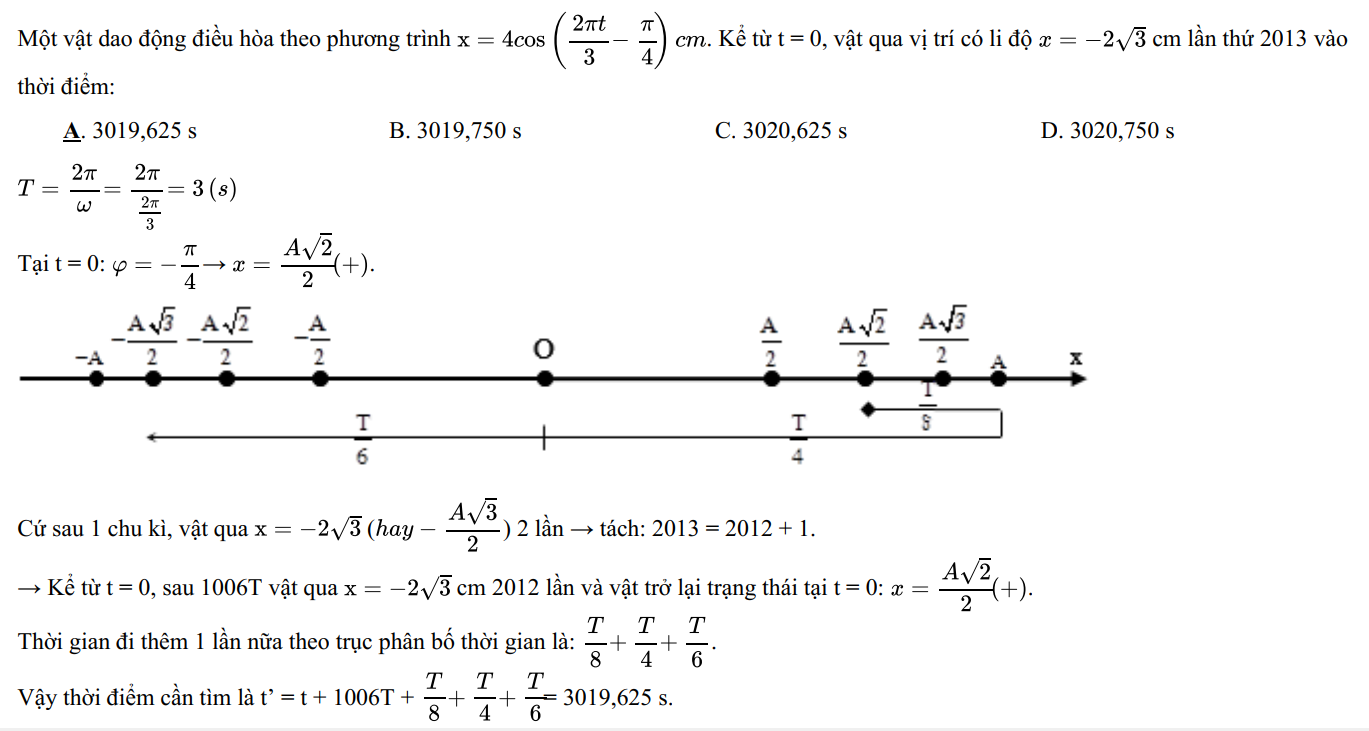 Một vật dao động điều hòa theo phương trình x = 4cos (2πt/3 − π/4) cm. Kể từ t = 0, vật qua vị trí có li độ x = −2√3 cm lần thứ 2013 vào
thời điểm:
A. 3019,625 s B. 3019,750 s C. 3020,625 s D. 3020,750 s
T = 2π/ω = 2π/(2π/3) = 3 (s)
Tại t = 0: φ = −π/4 → x = A√2/2 (+).
−A −A√3/2 −A√2/2 −A/2 O A/2 A√2/2 A√3/2 A x
T/8
T/6 T/4
Cứ sau 1 chu kì, vật qua x = −2√3 (hay − A√3/2) 2 lần → tách: 2013 = 2012 + 1.
→ Kể từ t = 0, sau 1006T vật qua x = −2√3 cm 2012 lần và vật trở lại trạng thái tại t = 0: x = A√2/2 (+).
Thời gian đi thêm 1 lần nữa theo trục phân bố thời gian là: T/8 + T/4 + T/6.
Vậy thời điểm cần tìm là t’ = t + 1006T + T/8 + T/4 + T/6 = 3019,625 s.